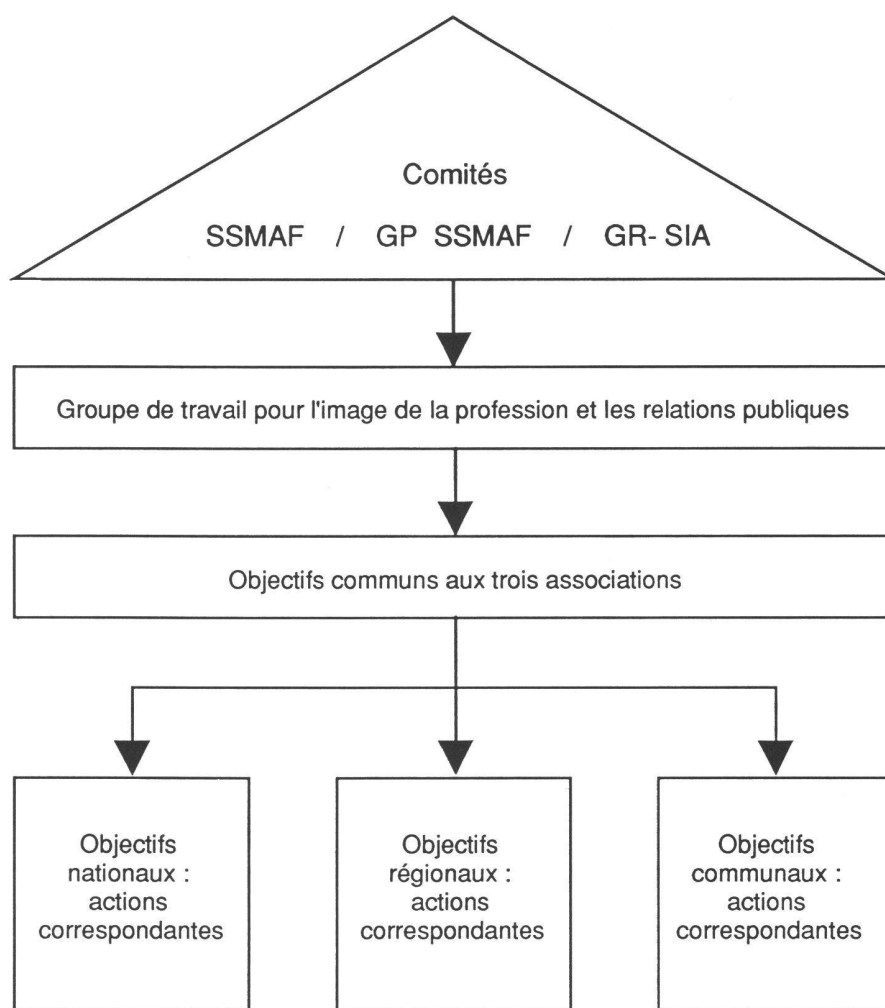 Comités
SSMAF / GP SSMAF / GR- SIA
Groupe de travail pour l'image de la profession et les relations publiques
Objectifs communs aux trois associations
Objectifs
nationaux :
actions
correspondantes
Objectifs
régionaux :
actions
correspondantes
Objectifs
communaux :
actions
correspondantes